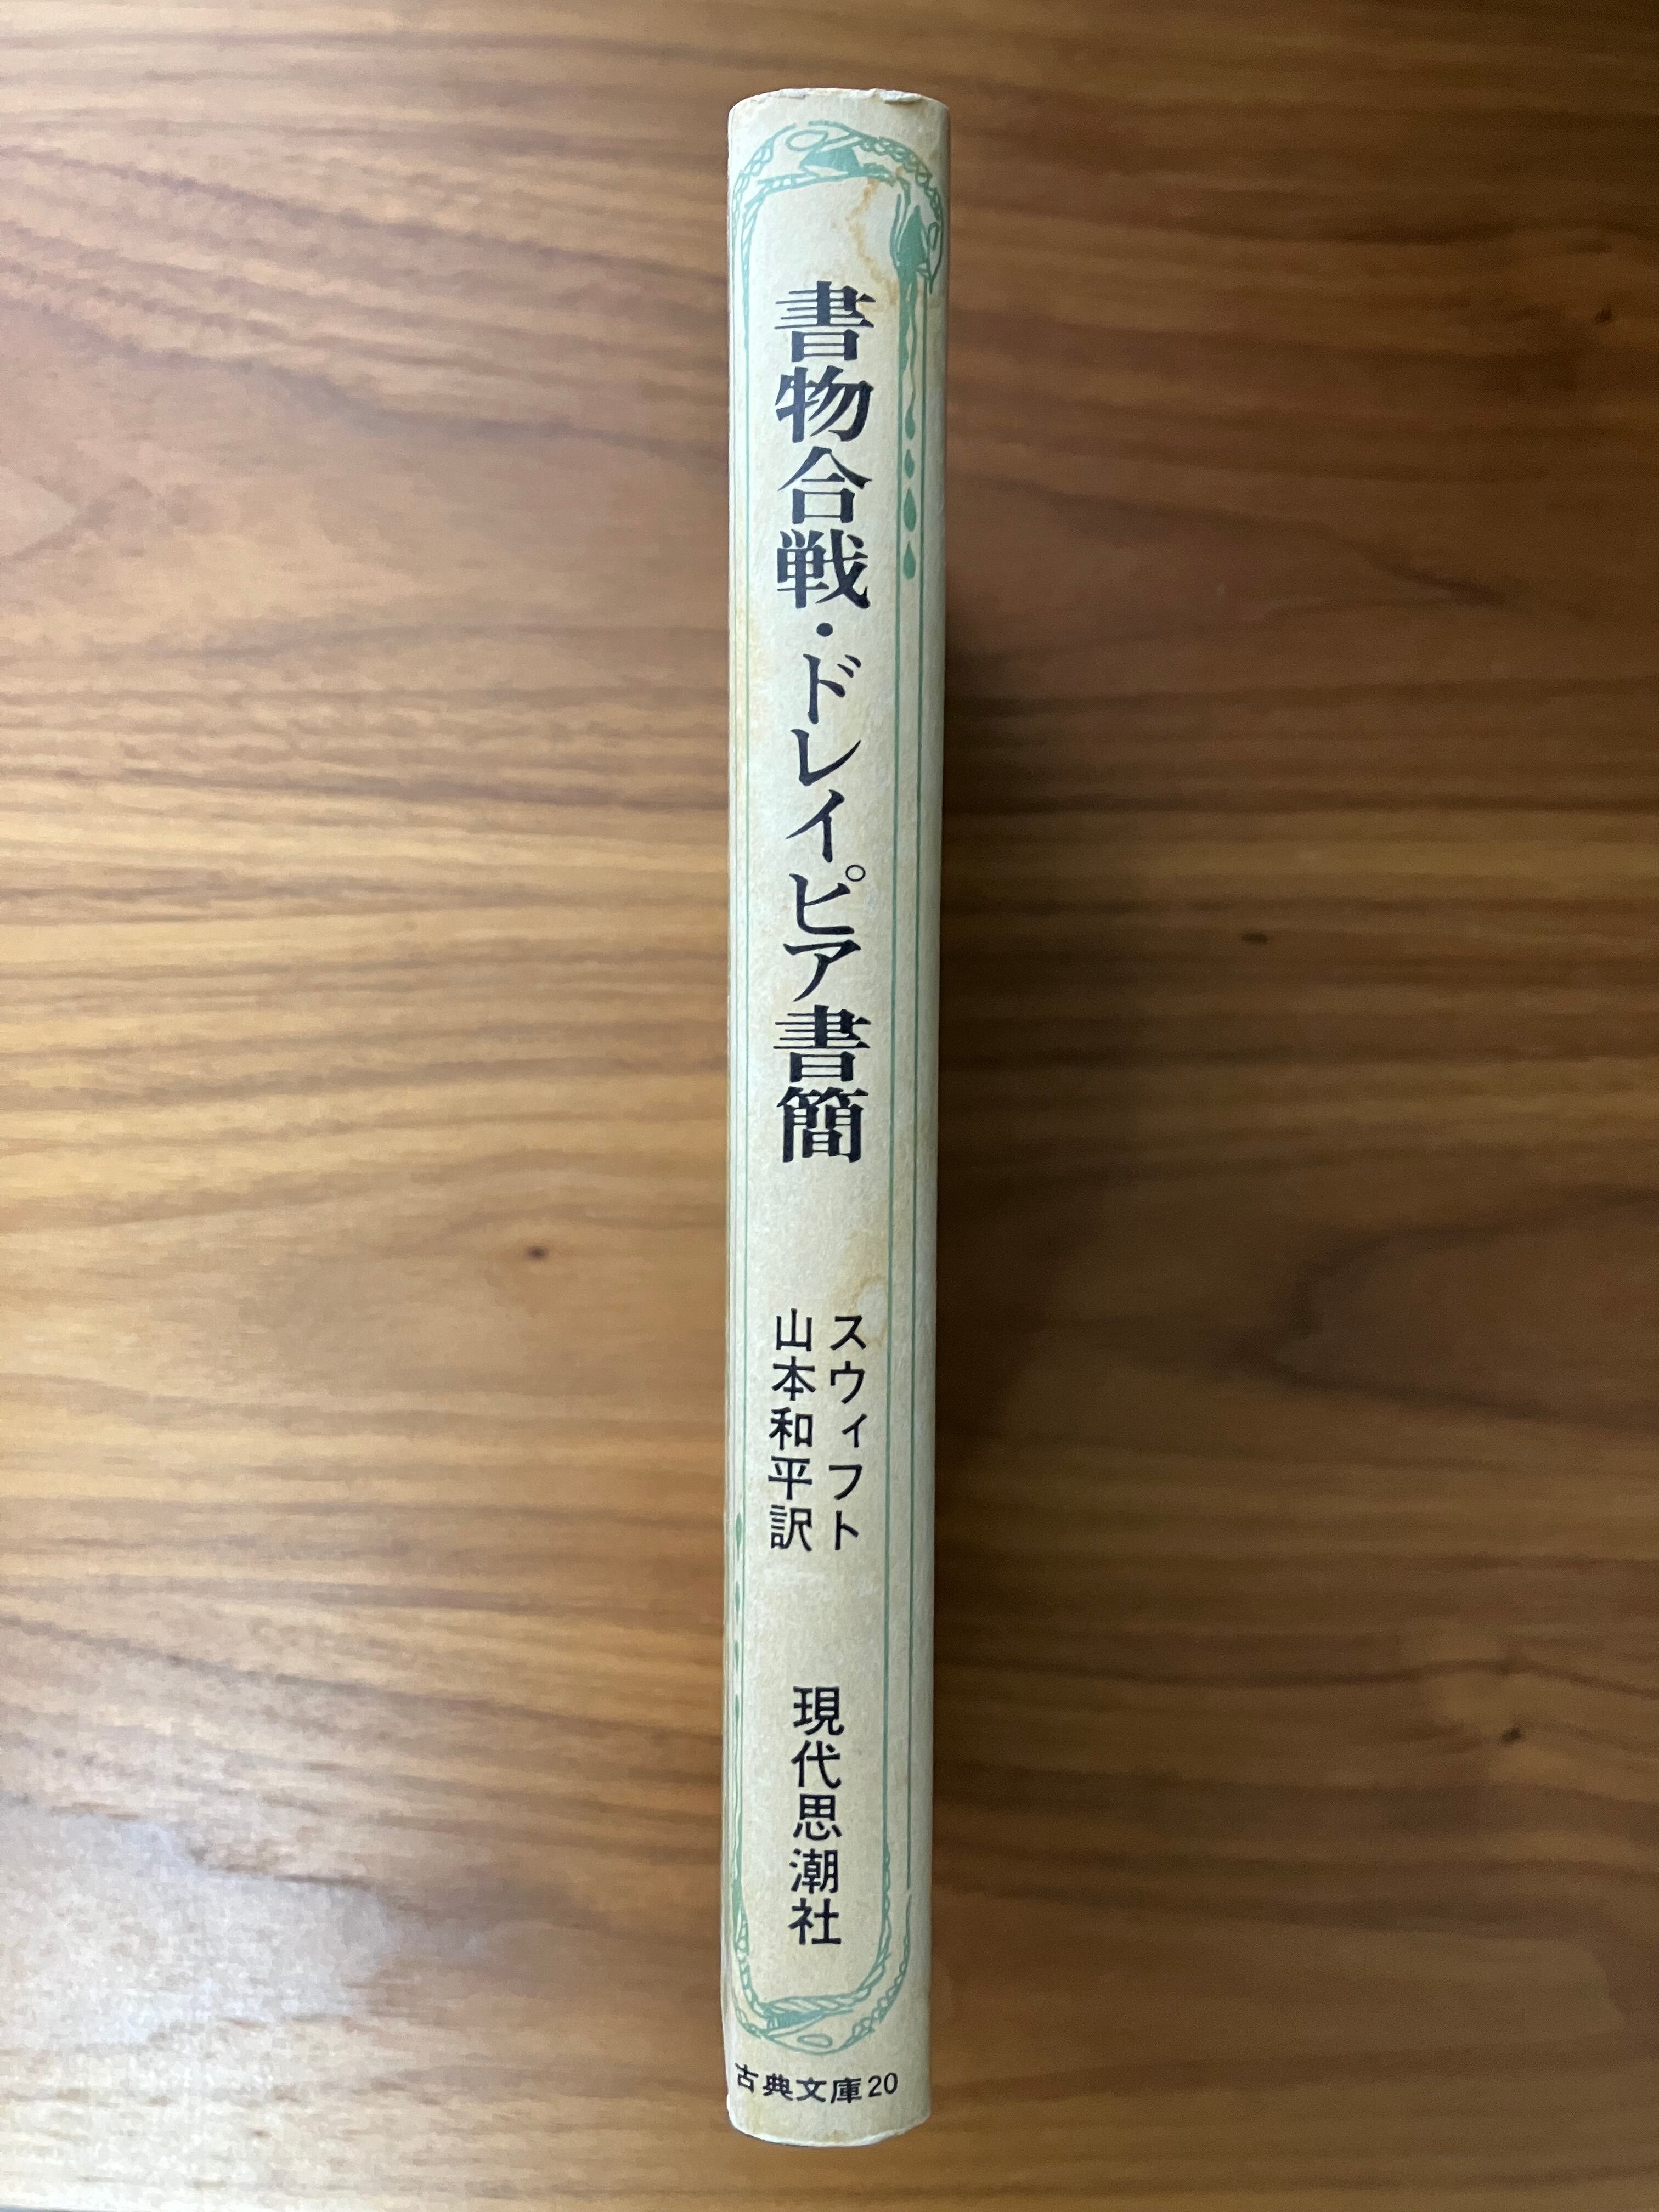 書物合戦・ドレイピア書簡
スウィフト
山本和平訳
現代思潮社
古典文庫20